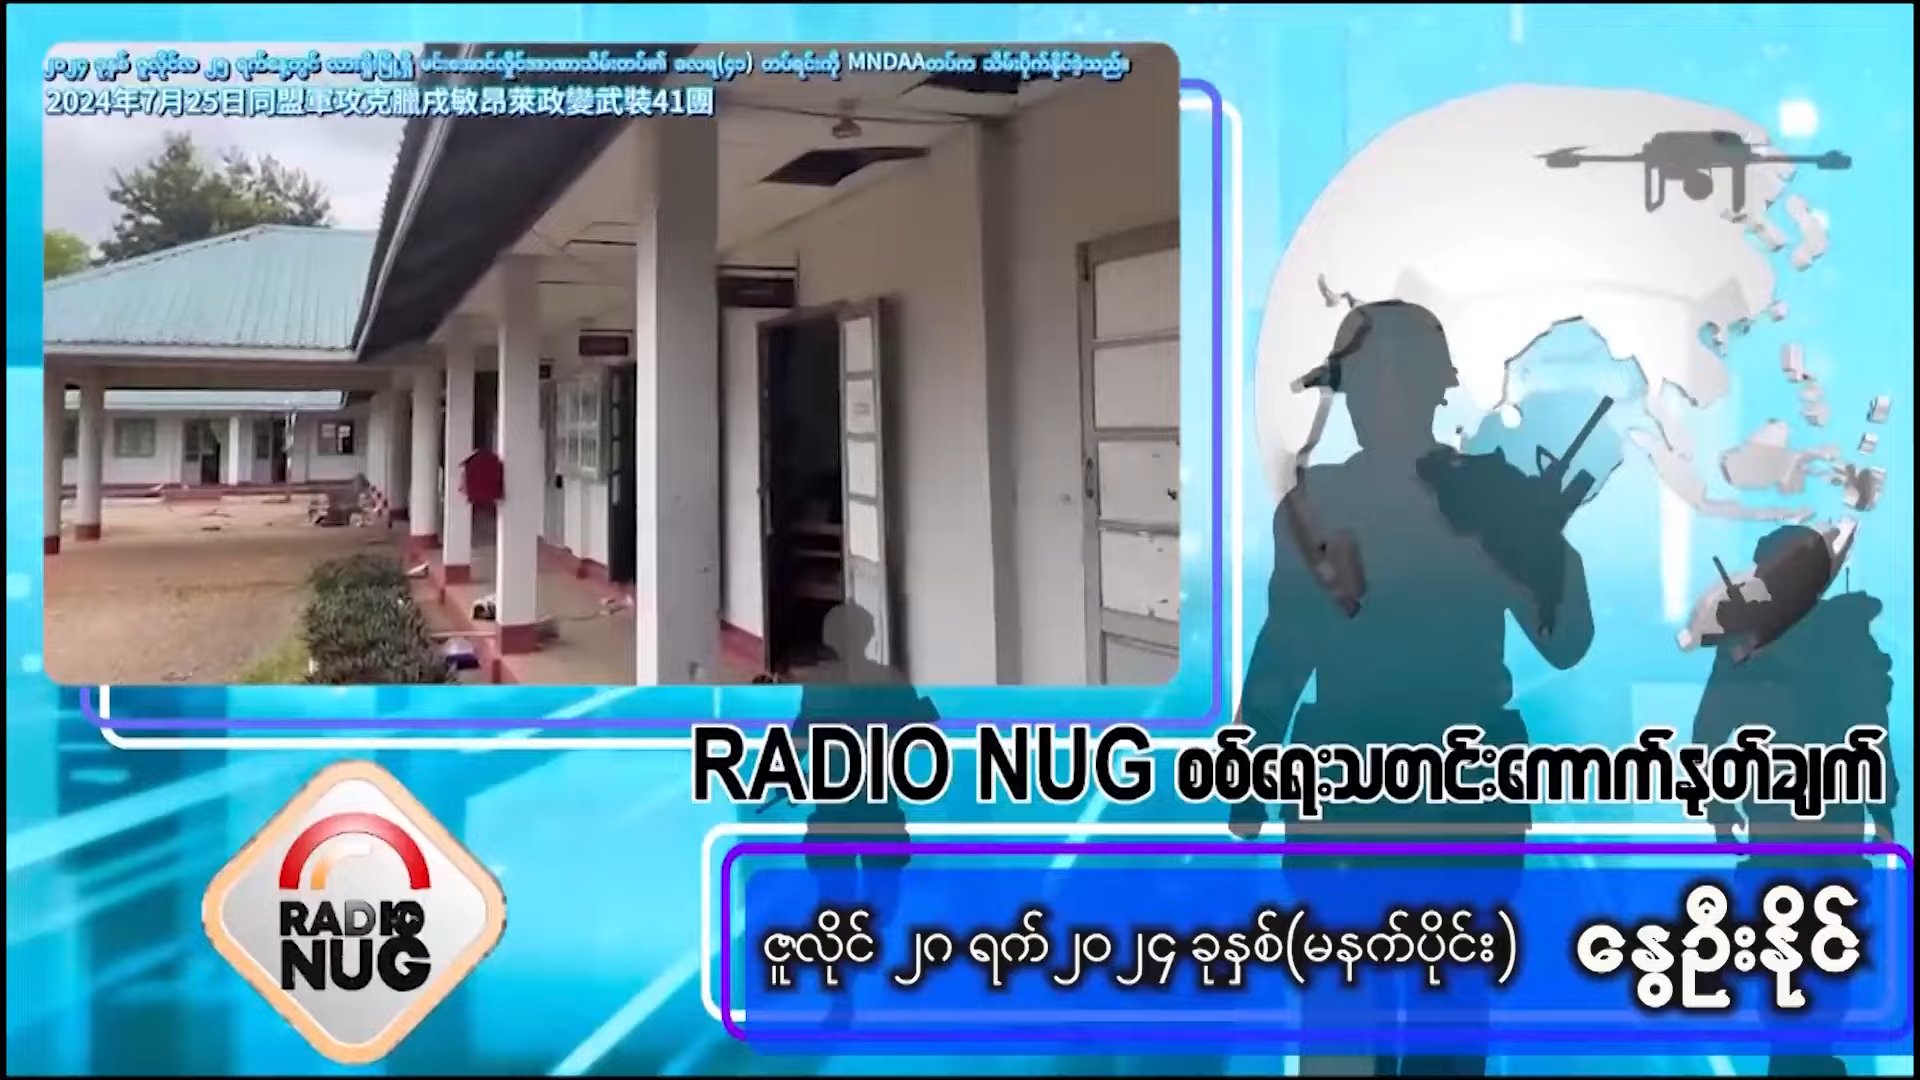 ၂၀၂၄ ခုနှစ် ဇူလိုင်လ ၂၅ ရက်နေ့တွင် လားရှိုးမြို့ရှိ မင်းအောင်လှိုင်အာဏာသိမ်းတပ်၏ ခလရ(၄၁) တပ်ရင်းကို MNDAAတပ်က သိမ်းပိုက်နိုင်ခဲ့သည်။
2024年7月25日同盟軍攻克臘戌敏昂萊政變武裝41團
RADIO NUG စစ်ရေးသတင်းကောက်နုတ်ချက်
RADIO
NUG
ဇူလိုင် ၂၇ ရက်၂၀၂၄ ခုနှစ်(မနက်ပိုင်း) နွေဦးနိုင်